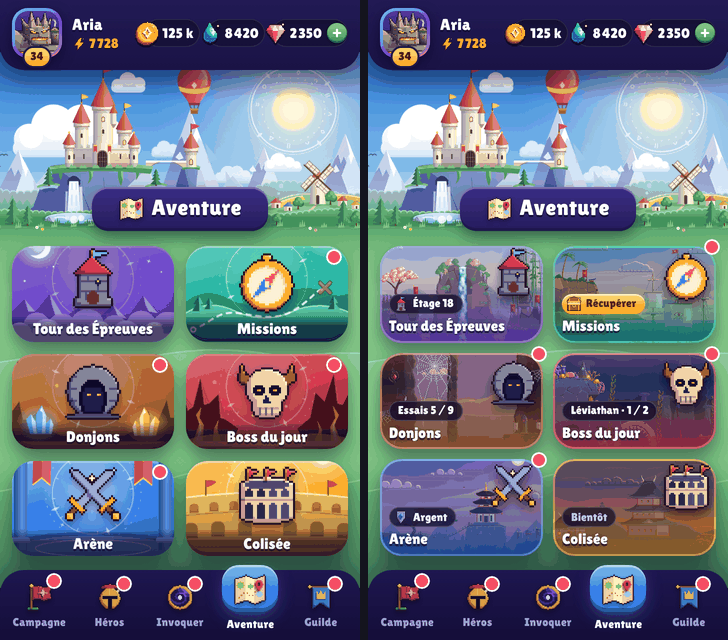 Aria
7728
34
125 k
8420
2350
Aventure
Tour des Épreuves
Missions
Donjons
Boss du jour
Arène
Colisée
Campagne
Héros
Invoquer
Aventure
Guilde
Aria
7728
34
125 k
8420
2350
Aventure
Étage 18
Tour des Épreuves
Récupérer
Missions
Essais 5 / 9
Donjons
Léviathan · 1 / 2
Boss du jour
Argent
Arène
Bientôt
Colisée
Campagne
Héros
Invoquer
Aventure
Guilde